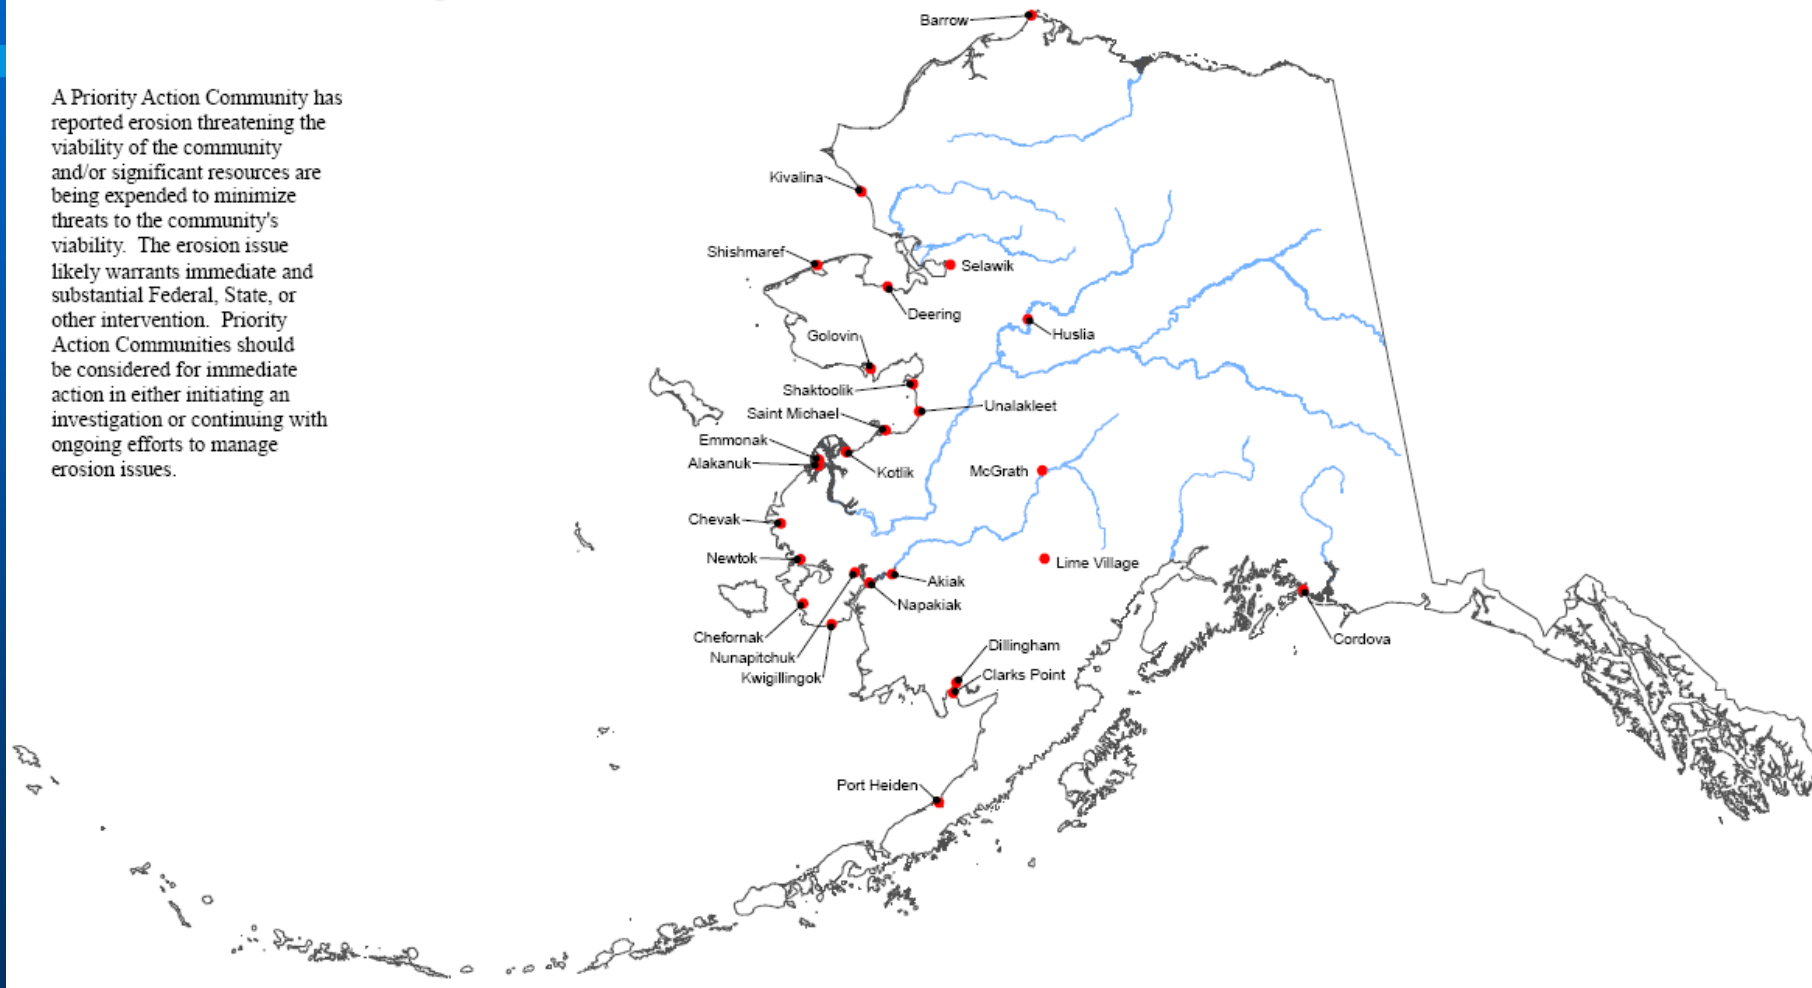 A Priority Action Community has
reported erosion threatening the
viability of the community
and/or significant resources are
being expended to minimize
threats to the community's
viability.  The erosion issue
likely warrants immediate and
substantial Federal, State, or
other intervention.  Priority
Action Communities should
be considered for immediate
action in either initiating an
investigation or continuing with
ongoing efforts to manage
erosion issues.
Barrow
Kivalina
Shishmaref
Selawik
Deering
Golovin
Huslia
Shaktoolik
Unalakleet
Saint Michael
Emmonak
Alakanuk
Kotlik
McGrath
Chevak
Newtok
Lime Village
Akiak
Napakiak
Chefornak
Nunapitchuk
Kwigillingok
Cordova
Dillingham
Clarks Point
Port Heiden